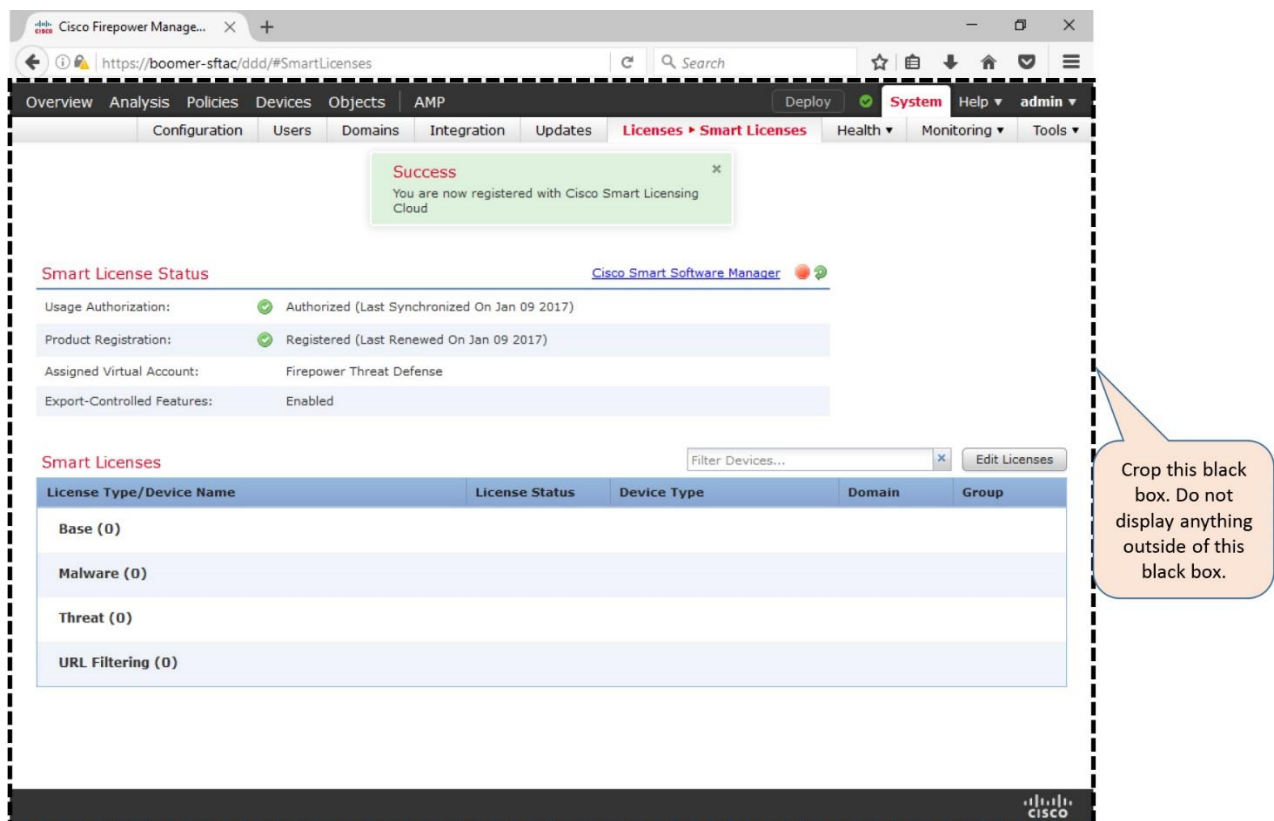 Cisco Firepower Manage...
https://boomer-sftac/ddd/#SmartLicenses
Search
Overview Analysis Policies Devices Objects AMP Deploy System Help ▾ admin ▾
Configuration Users Domains Integration Updates Licenses ▸ Smart Licenses Health ▾ Monitoring ▾ Tools ▾
Success
You are now registered with Cisco Smart Licensing
Cloud
Smart License Status Cisco Smart Software Manager
Usage Authorization: Authorized (Last Synchronized On Jan 09 2017)
Product Registration: Registered (Last Renewed On Jan 09 2017)
Assigned Virtual Account: Firepower Threat Defense
Export-Controlled Features: Enabled
Smart Licenses Filter Devices... Edit Licenses
License Type/Device Name License Status Device Type Domain Group
Base (0)
Malware (0)
Threat (0)
URL Filtering (0)
CISCO
Crop this black
box. Do not
display anything
outside of this
black box.